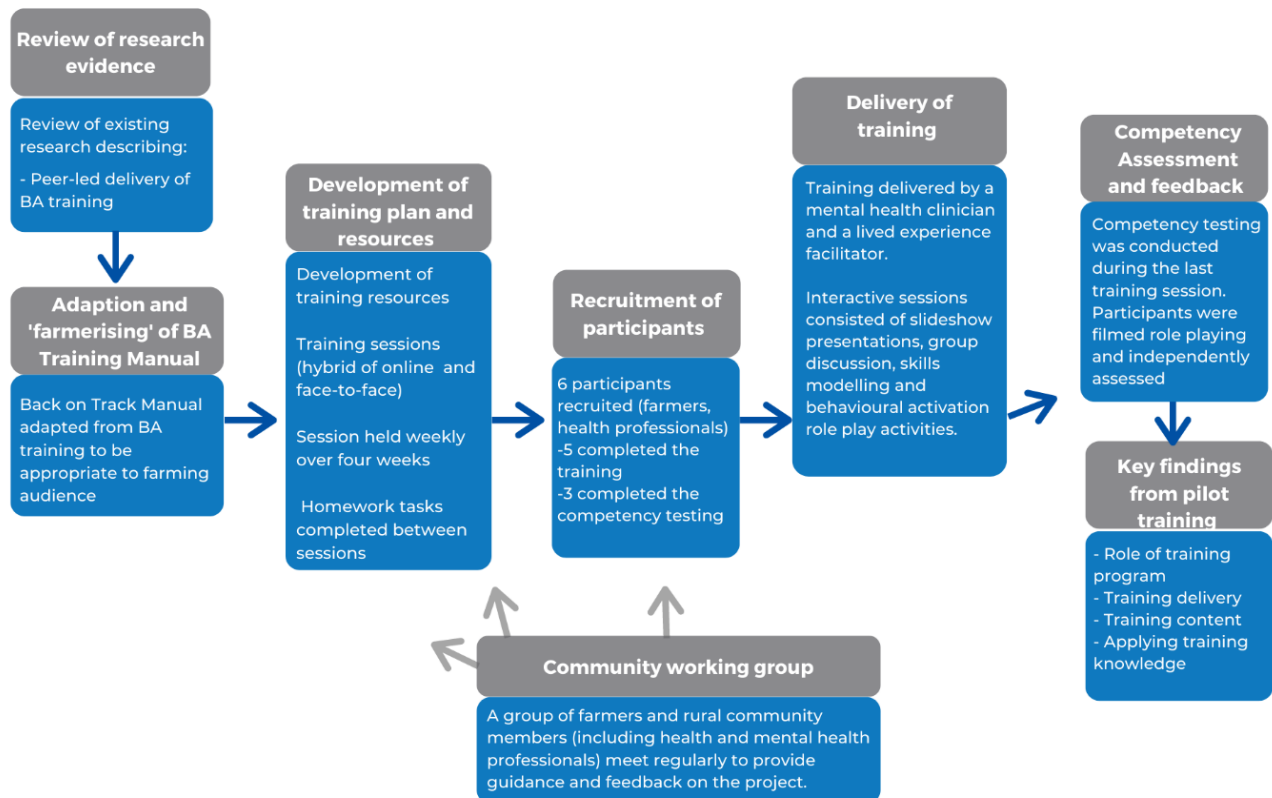 Review of research
evidence
Review of existing
research describing:
- Peer-led delivery of
BA training
Adaption and
'farmerising' of BA
Training Manual
Back on Track Manual
adapted from BA
training to be
appropriate to farming
audience
Development of
training plan and
resources
Development of
training resources
Training sessions
(hybrid of online and
face-to-face)
Session held weekly
over four weeks
Homework tasks
completed between
sessions
Recruitment of
participants
6 participants
recruited (farmers,
health professionals)
-5 completed the
training
-3 completed the
competency testing
Delivery of
training
Training delivered by a
mental health clinician
and a lived experience
facilitator.
Interactive sessions
consisted of slideshow
presentations, group
discussion, skills
modelling and
behavioural activation
role play activities.
Competency
Assessment
and feedback
Competency testing
was conducted
during the last
training session.
Participants were
filmed role playing
and independently
assessed
Key findings
from pilot
training
- Role of training
program
- Training delivery
- Training content
- Applying training
knowledge
Community working group
A group of farmers and rural community
members (including health and mental health
professionals) meet regularly to provide
guidance and feedback on the project.